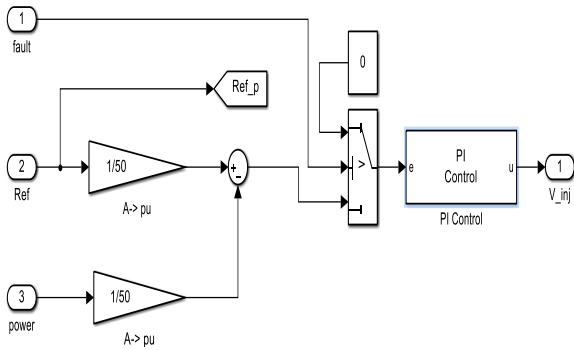 1
fault
0
Ref_p
2
Ref
1/50
A-> pu
+
-
>
e
PI
Control
u
PI Control
1
V_inj
3
power
1/50
A-> pu